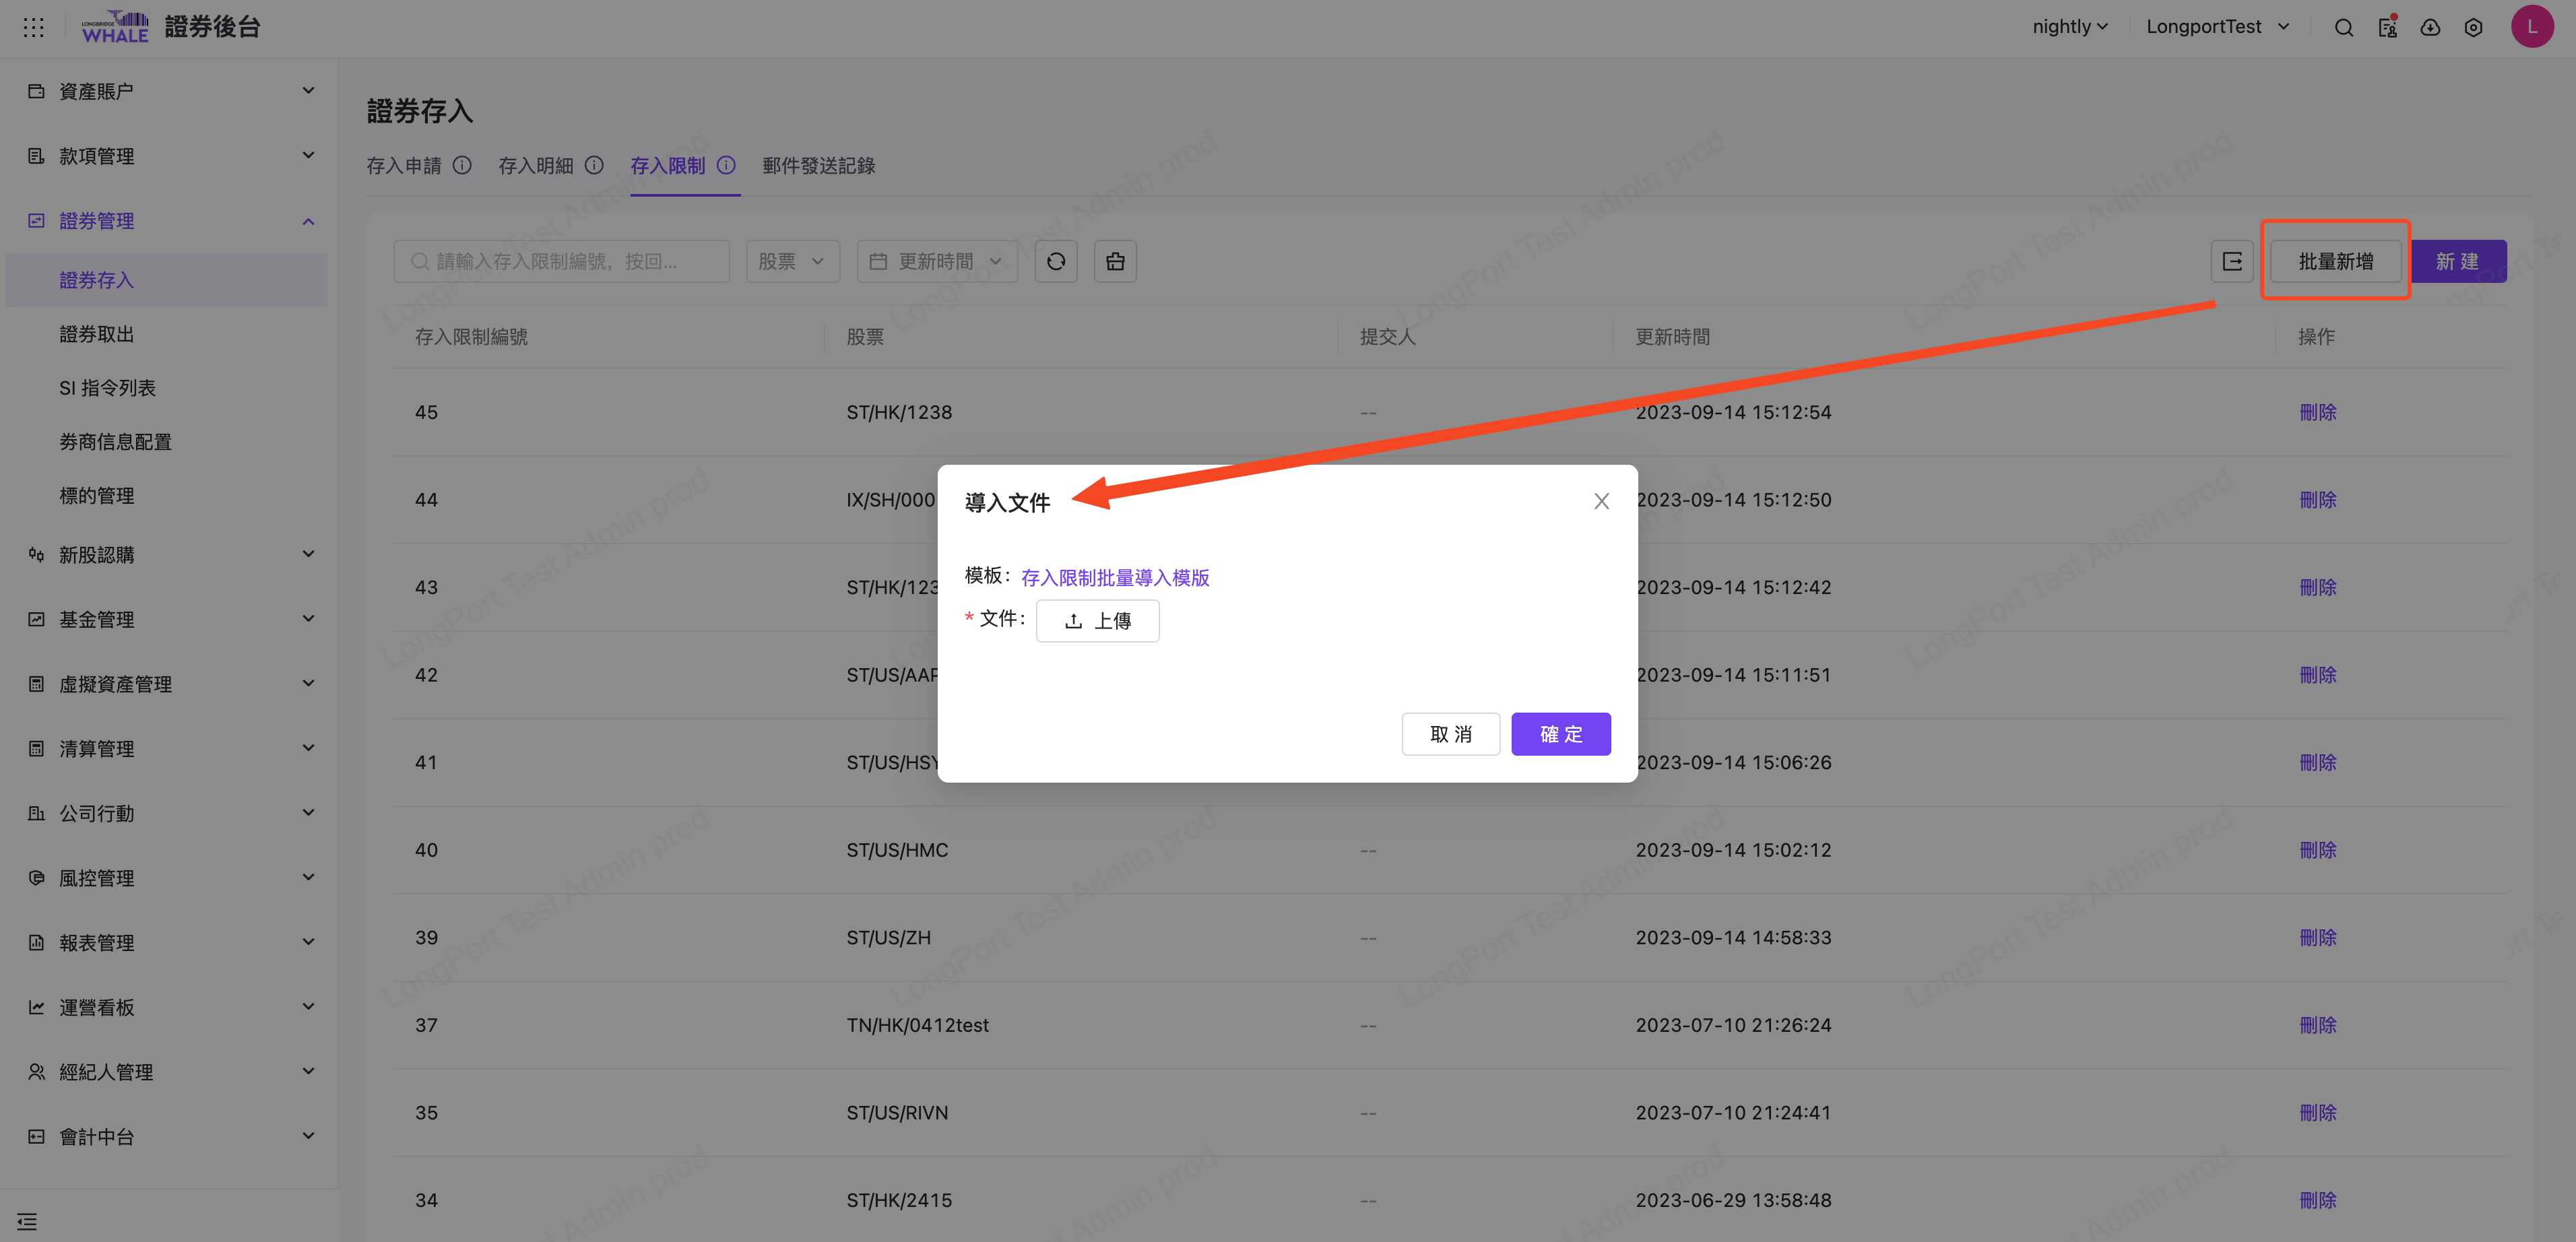 LONGBRIDGE
WHALE 證券後台 nightly LongportTest L
資產賬户
款項管理
證券管理
證券存入
證券取出
SI 指令列表
券商信息配置
標的管理
新股認購
基金管理
虛擬資產管理
清算管理
公司行動
風控管理
報表管理
運營看板
經紀人管理
會計中台
證券存入
存入申請 存入明細 存入限制 郵件發送記錄
請輸入存入限制編號，按回... 股票 更新時間 批量新增 新 建
存入限制編號 股票 提交人 更新時間 操作
45 ST/HK/1238 -- 2023-09-14 15:12:54 刪除
44 IX/SH/000 2023-09-14 15:12:50 刪除
43 ST/HK/123 2023-09-14 15:12:42 刪除
42 ST/US/AAP 2023-09-14 15:11:51 刪除
41 ST/US/HSY 2023-09-14 15:06:26 刪除
40 ST/US/HMC -- 2023-09-14 15:02:12 刪除
39 ST/US/ZH -- 2023-09-14 14:58:33 刪除
37 TN/HK/0412test -- 2023-07-10 21:26:24 刪除
35 ST/US/RIVN -- 2023-07-10 21:24:41 刪除
34 ST/HK/2415 -- 2023-06-29 13:58:48 刪除
導入文件
模板： 存入限制批量導入模版
* 文件： 上傳
取 消 確 定
LongPort Test Admin prod